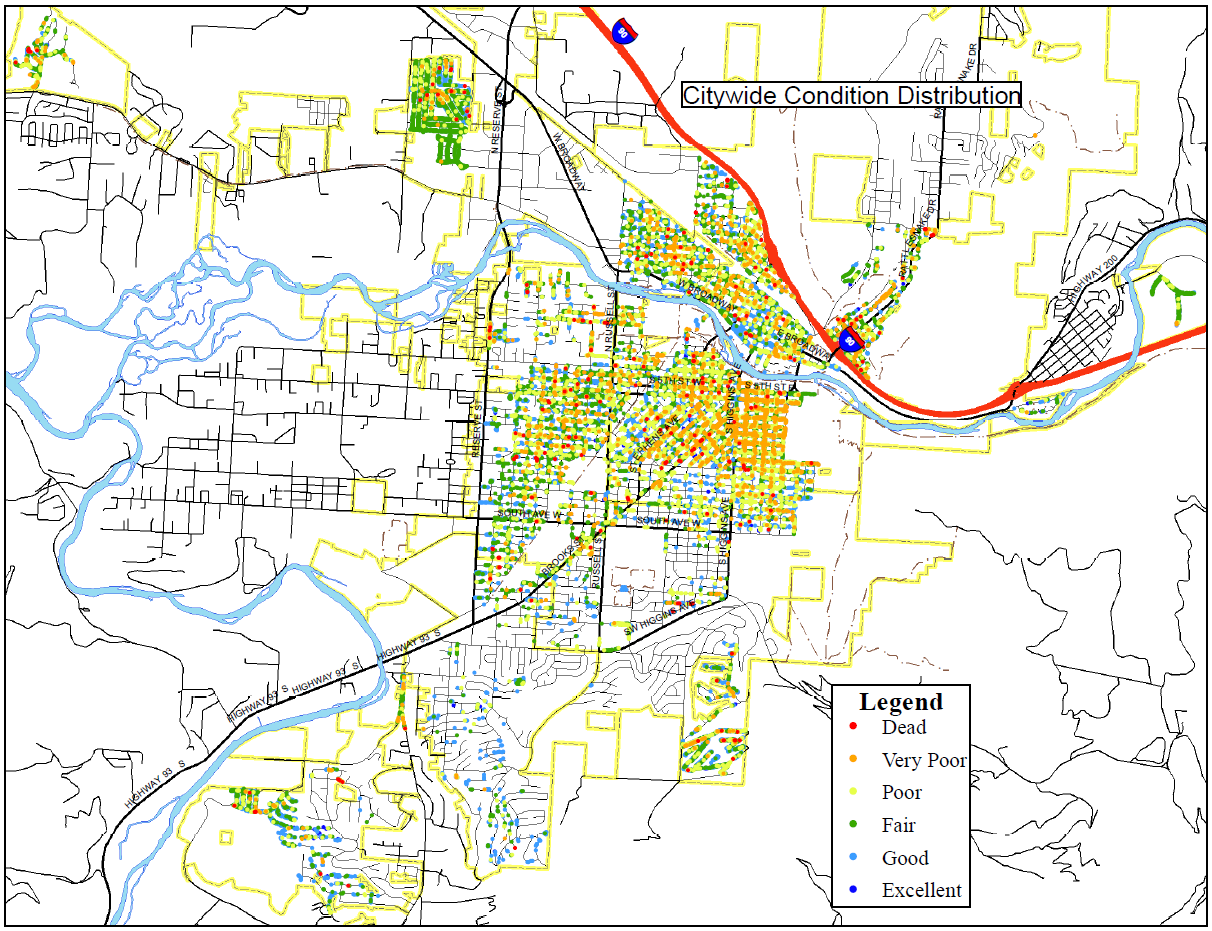 90
Citywide Condition Distribution
N RESERVE ST
W BROADWAY
RATTLESNAKE DR
HIGHWAY 200
W BROADWAY
N RUSSELL ST
E BROADWAY
90
S 5TH ST W
S 5TH ST E
S HIGGINS AVE
RESERVE ST
STEPHENS AVE
SOUTH AVE W
SOUTH AVE W
S HIGGINS AVE
BROOKS ST
RUSSELL ST
SW HIGGINS AVE
HIGHWAY 93 S
HIGHWAY 93 S
HIGHWAY 93 S
HIGHWAY 93 S
Legend
Dead
Very Poor
Poor
Fair
Good
Excellent